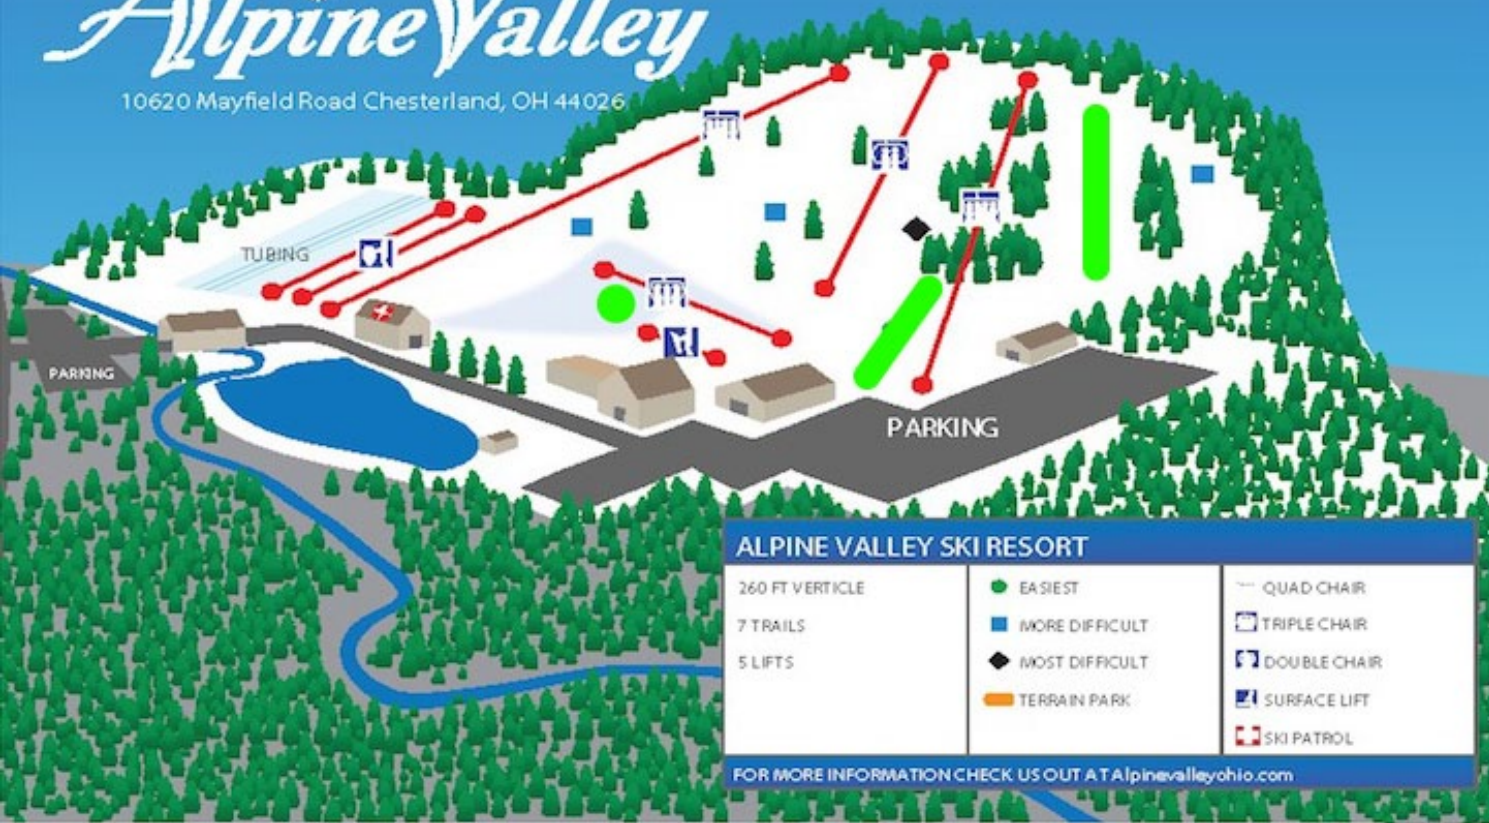 Alpine Valley
10620 Mayfield Road Chesterland, OH 44026
TUBING
PARKING
PARKING
ALPINE VALLEY SKI RESORT
260 FT VERTICLE
7 TRAILS
5 LIFTS
EASIEST
MORE DIFFICULT
MOST DIFFICULT
TERRAIN PARK
QUAD CHAIR
TRIPLE CHAIR
DOUBLE CHAIR
SURFACE LIFT
SKI PATROL
FOR MORE INFORMATION CHECK US OUT AT Alpinevalleyohio.com